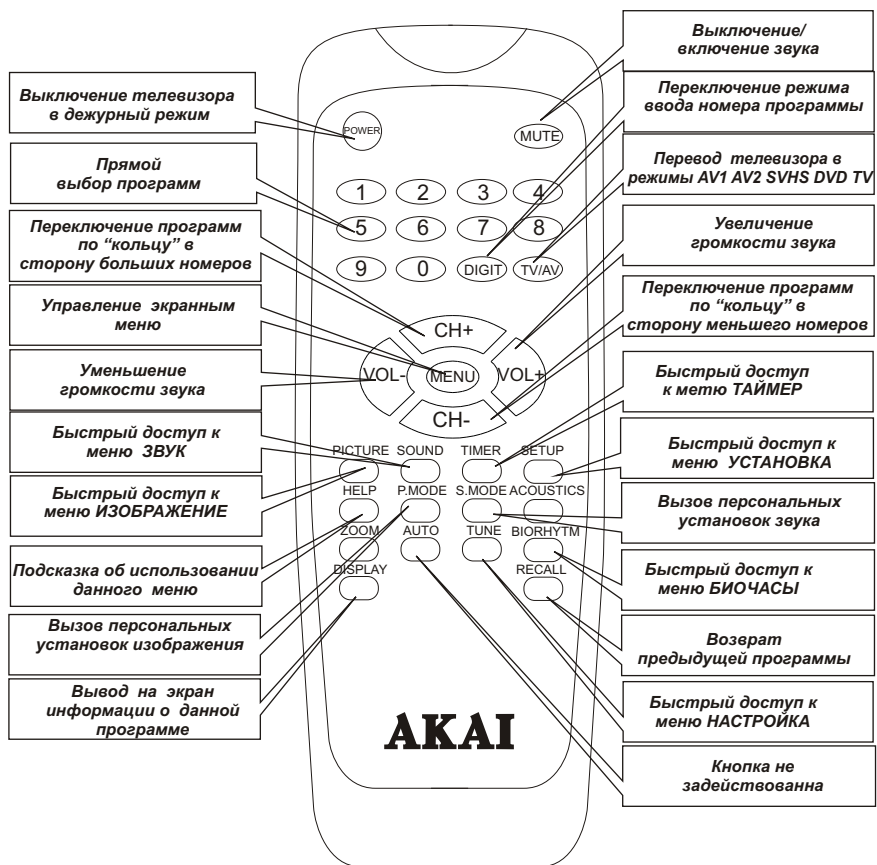 Выключение телевизора
в дежурный режим
Прямой
выбор программ
Переключение программ
по “кольцу” в
сторону больших номеров
Управление экранным
меню
Уменьшение
громкости звука
Быстрый доступ к
меню ЗВУК
Быстрый доступ к
меню ИЗОБРАЖЕНИЕ
Подсказка об использовании
данного меню
Вызов персональных
установок изображения
Вывод на экран
информации о данной
программе
POWER
MUTE
1 2 3 4
5 6 7 8
9 0 DIGIT TV/AV
CH+
VOL- MENU VOL+
CH-
PICTURE SOUND TIMER SETUP
HELP P.MODE S.MODE ACOUSTICS
ZOOM AUTO TUNE BIORHYTM
DISPLAY RECALL
AKAI
Выключение/
включение звука
Переключение режима
ввода номера программы
Перевод телевизора в
режимы AV1 AV2 SVHS DVD TV
Увеличение
громкости звука
Переключение программ
по “кольцу” в
сторону меньшего номеров
Быстрый доступ
к метю ТАЙМЕР
Быстрый доступ к
меню УСТАНОВКА
Вызов персональных
установок звука
Быстрый доступ к
меню БИОЧАСЫ
Возврат
предыдущей программы
Быстрый доступ к
меню НАСТРОЙКА
Кнопка не
задействованна